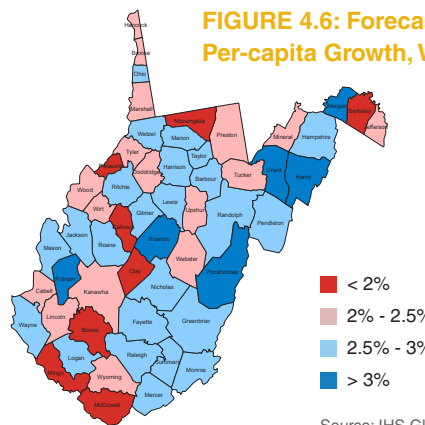 FIGURE 4.6: Foreca
Per-capita Growth, V
Hancock
Brooke
Ohio
Marshall
Wetzel
Monongalia
Marion
Preston
Morgan
Berkeley
Jefferson
Mineral
Hampshire
Tyler
Pleasants
Doddridge
Harrison
Taylor
Barbour
Tucker
Grant
Hardy
Wood
Ritchie
Wirt
Calhoun
Gilmer
Lewis
Upshur
Randolph
Pendleton
Mason
Jackson
Roane
Braxton
Webster
Pocahontas
Cabell
Putnam
Kanawha
Clay
Nicholas
Wayne
Lincoln
Boone
Fayette
Greenbrier
Mingo
Logan
Raleigh
Summers
Monroe
Wyoming
Mercer
McDowell
< 2%
2% - 2.5%
2.5% - 3%
> 3%
Source: IHS Gl